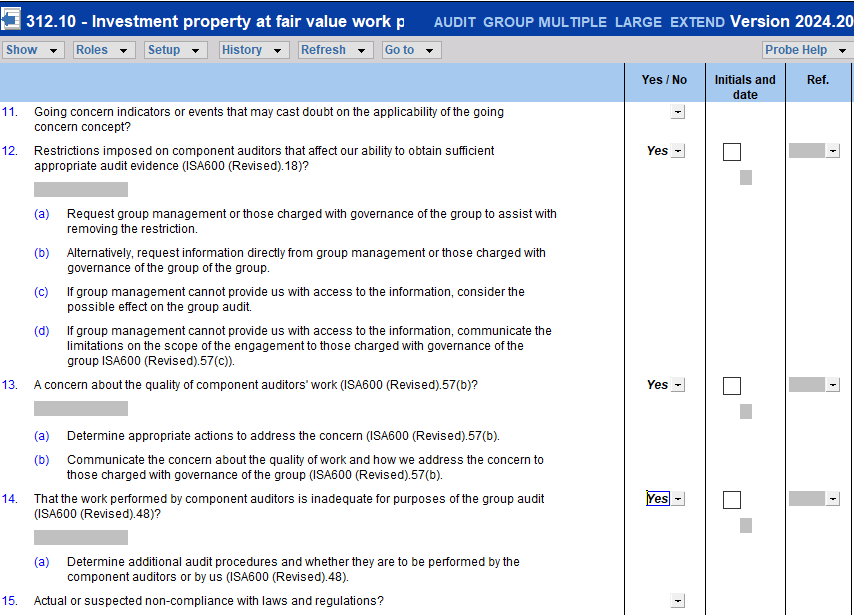 312.10 - Investment property at fair value work p AUDIT GROUP MULTIPLE LARGE EXTEND Version 2024.20
Show Roles Setup History Refresh Go to Probe Help
Yes / No Initials and date Ref.
11. Going concern indicators or events that may cast doubt on the applicability of the going
concern concept?
12. Restrictions imposed on component auditors that affect our ability to obtain sufficient Yes
appropriate audit evidence (ISA600 (Revised).18)?
(a) Request group management or those charged with governance of the group to assist with
removing the restriction.
(b) Alternatively, request information directly from group management or those charged with
governance of the group of the group.
(c) If group management cannot provide us with access to the information, consider the
possible effect on the group audit.
(d) If group management cannot provide us with access to the information, communicate the
limitations on the scope of the engagement to those charged with governance of the
group ISA600 (Revised).57(c)).
13. A concern about the quality of component auditors' work (ISA600 (Revised).57(b)? Yes
(a) Determine appropriate actions to address the concern (ISA600 (Revised).57(b).
(b) Communicate the concern about the quality of work and how we address the concern to
those charged with governance of the group (ISA600 (Revised).57(b).
14. That the work performed by component auditors is inadequate for purposes of the group audit Yes
(ISA600 (Revised).48)?
(a) Determine additional audit procedures and whether they are to be performed by the
component auditors or by us (ISA600 (Revised).48).
15. Actual or suspected non-compliance with laws and regulations?